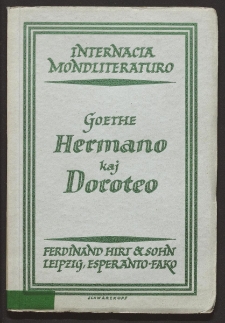 INTERNACIA
MONDLITERATURO
GOETHE
Hermano
kaj
Doroteo
FERDINAND HIRT & SOHN
LEIPZIG, ESPERANTO-FAKO